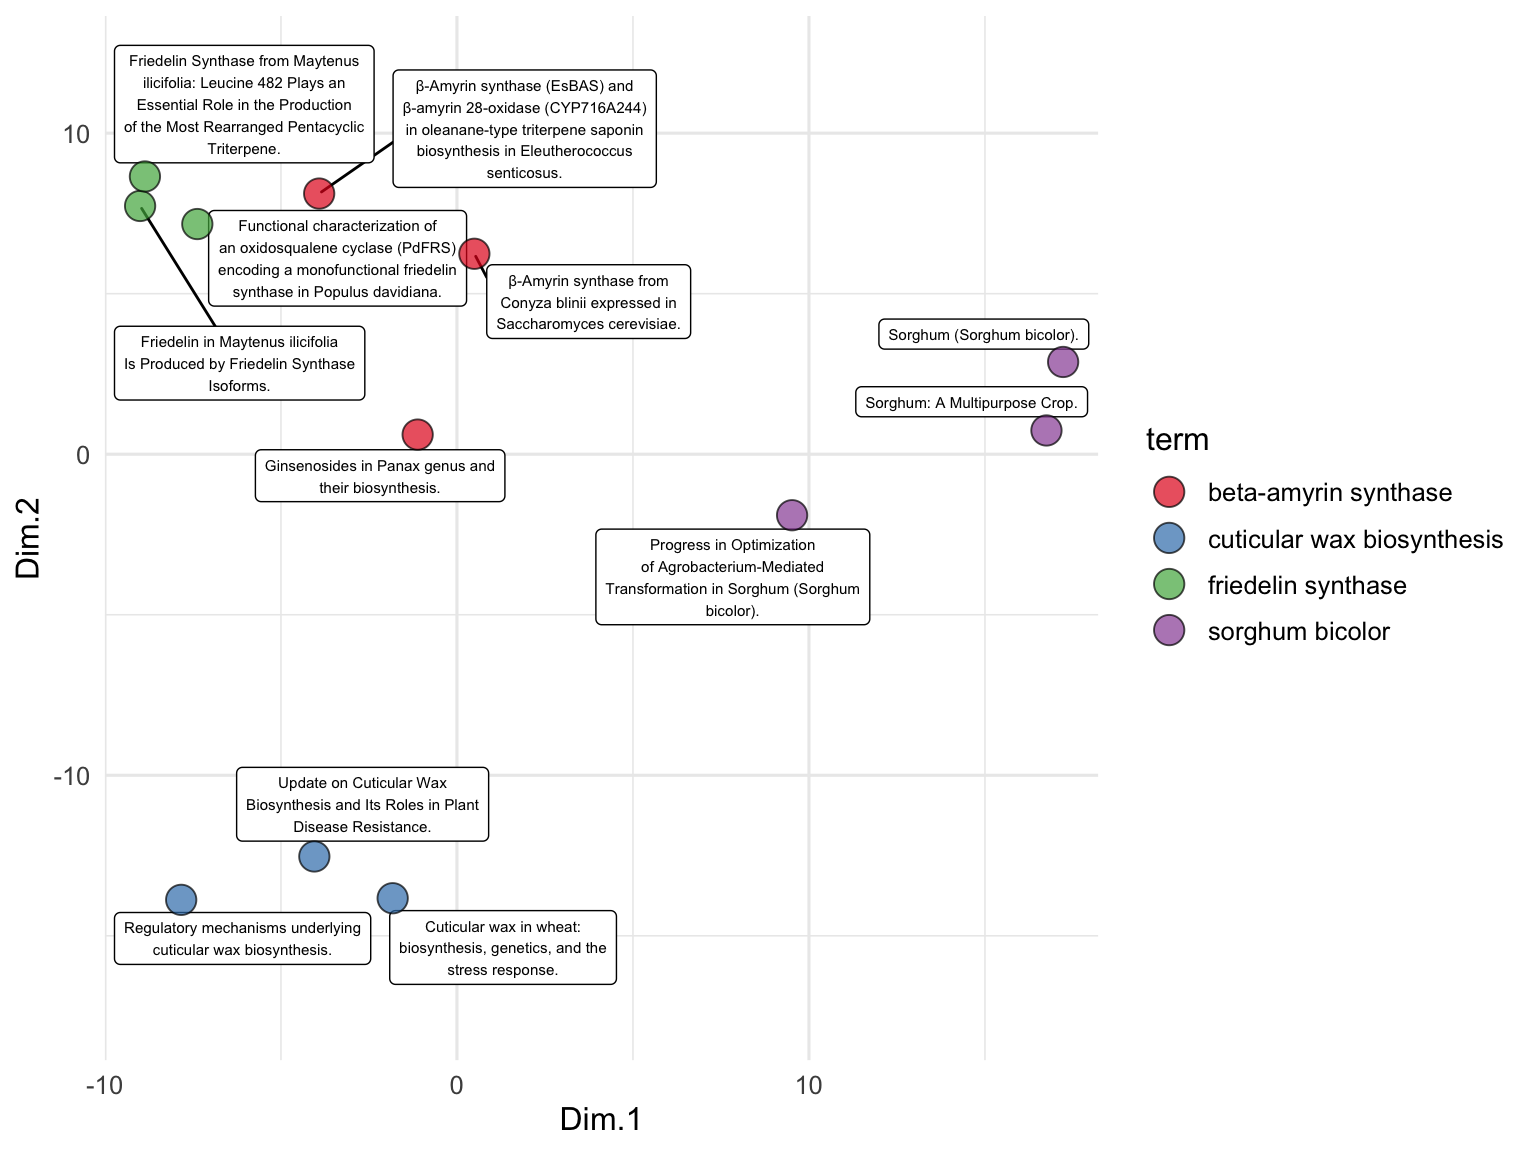 Friedelin Synthase from Maytenus
ilicifolia: Leucine 482 Plays an
Essential Role in the Production
of the Most Rearranged Pentacyclic
Triterpene.
β-Amyrin synthase (EsBAS) and
β-amyrin 28-oxidase (CYP716A244)
in oleanane-type triterpene saponin
biosynthesis in Eleutherococcus
senticosus.
Functional characterization of
an oxidosqualene cyclase (PdFRS)
encoding a monofunctional friedelin
synthase in Populus davidiana.
β-Amyrin synthase from
Conyza blinii expressed in
Saccharomyces cerevisiae.
Friedelin in Maytenus ilicifolia
Is Produced by Friedelin Synthase
Isoforms.
Sorghum (Sorghum bicolor).
Sorghum: A Multipurpose Crop.
Ginsenosides in Panax genus and
their biosynthesis.
Progress in Optimization
of Agrobacterium-Mediated
Transformation in Sorghum (Sorghum
bicolor).
Update on Cuticular Wax
Biosynthesis and Its Roles in Plant
Disease Resistance.
Regulatory mechanisms underlying
cuticular wax biosynthesis.
Cuticular wax in wheat:
biosynthesis, genetics, and the
stress response.
10
0
-10
Dim.2
-10
0
10
Dim.1
term
beta-amyrin synthase
cuticular wax biosynthesis
friedelin synthase
sorghum bicolor